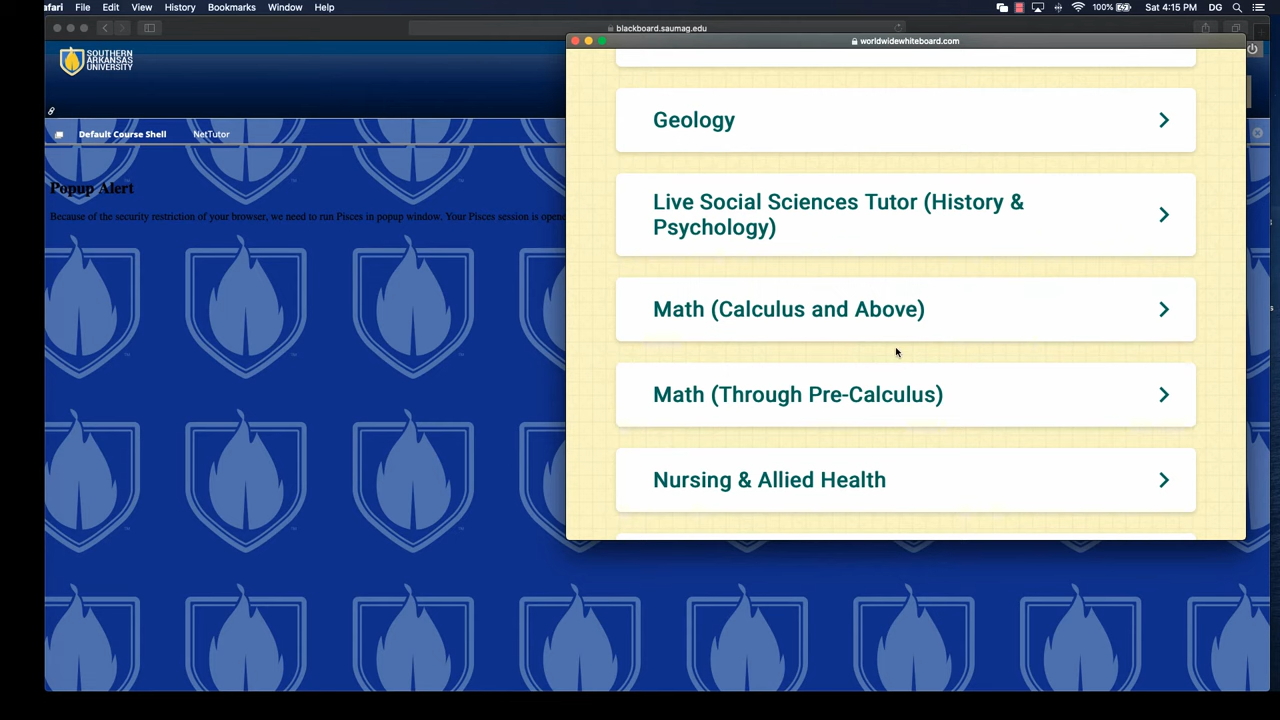 afari File Edit View History Bookmarks Window Help 100% Sat 4:15 PM DG
blackboard.saumag.edu
worldwidewhiteboard.com
SOUTHERN
ARKANSAS
UNIVERSITY
Default Course Shell NetTutor
Popup Alert
Because of the security restriction of your browser, we need to run Pisces in popup window. Your Pisces session is opene
Geology
Live Social Sciences Tutor (History &
Psychology)
Math (Calculus and Above)
Math (Through Pre-Calculus)
Nursing & Allied Health